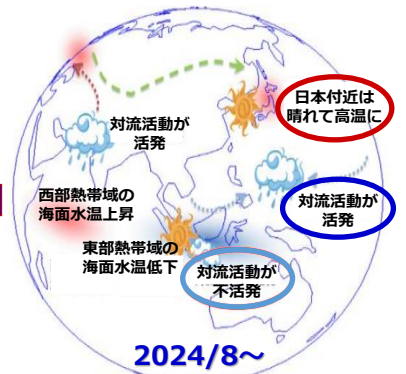 日本付近は
晴れて高温に
対流活動が
活発
西部熱帯域の
海面水温上昇
対流活動が
活発
東部熱帯域の
海面水温低下
対流活動が
不活発
2024/8～